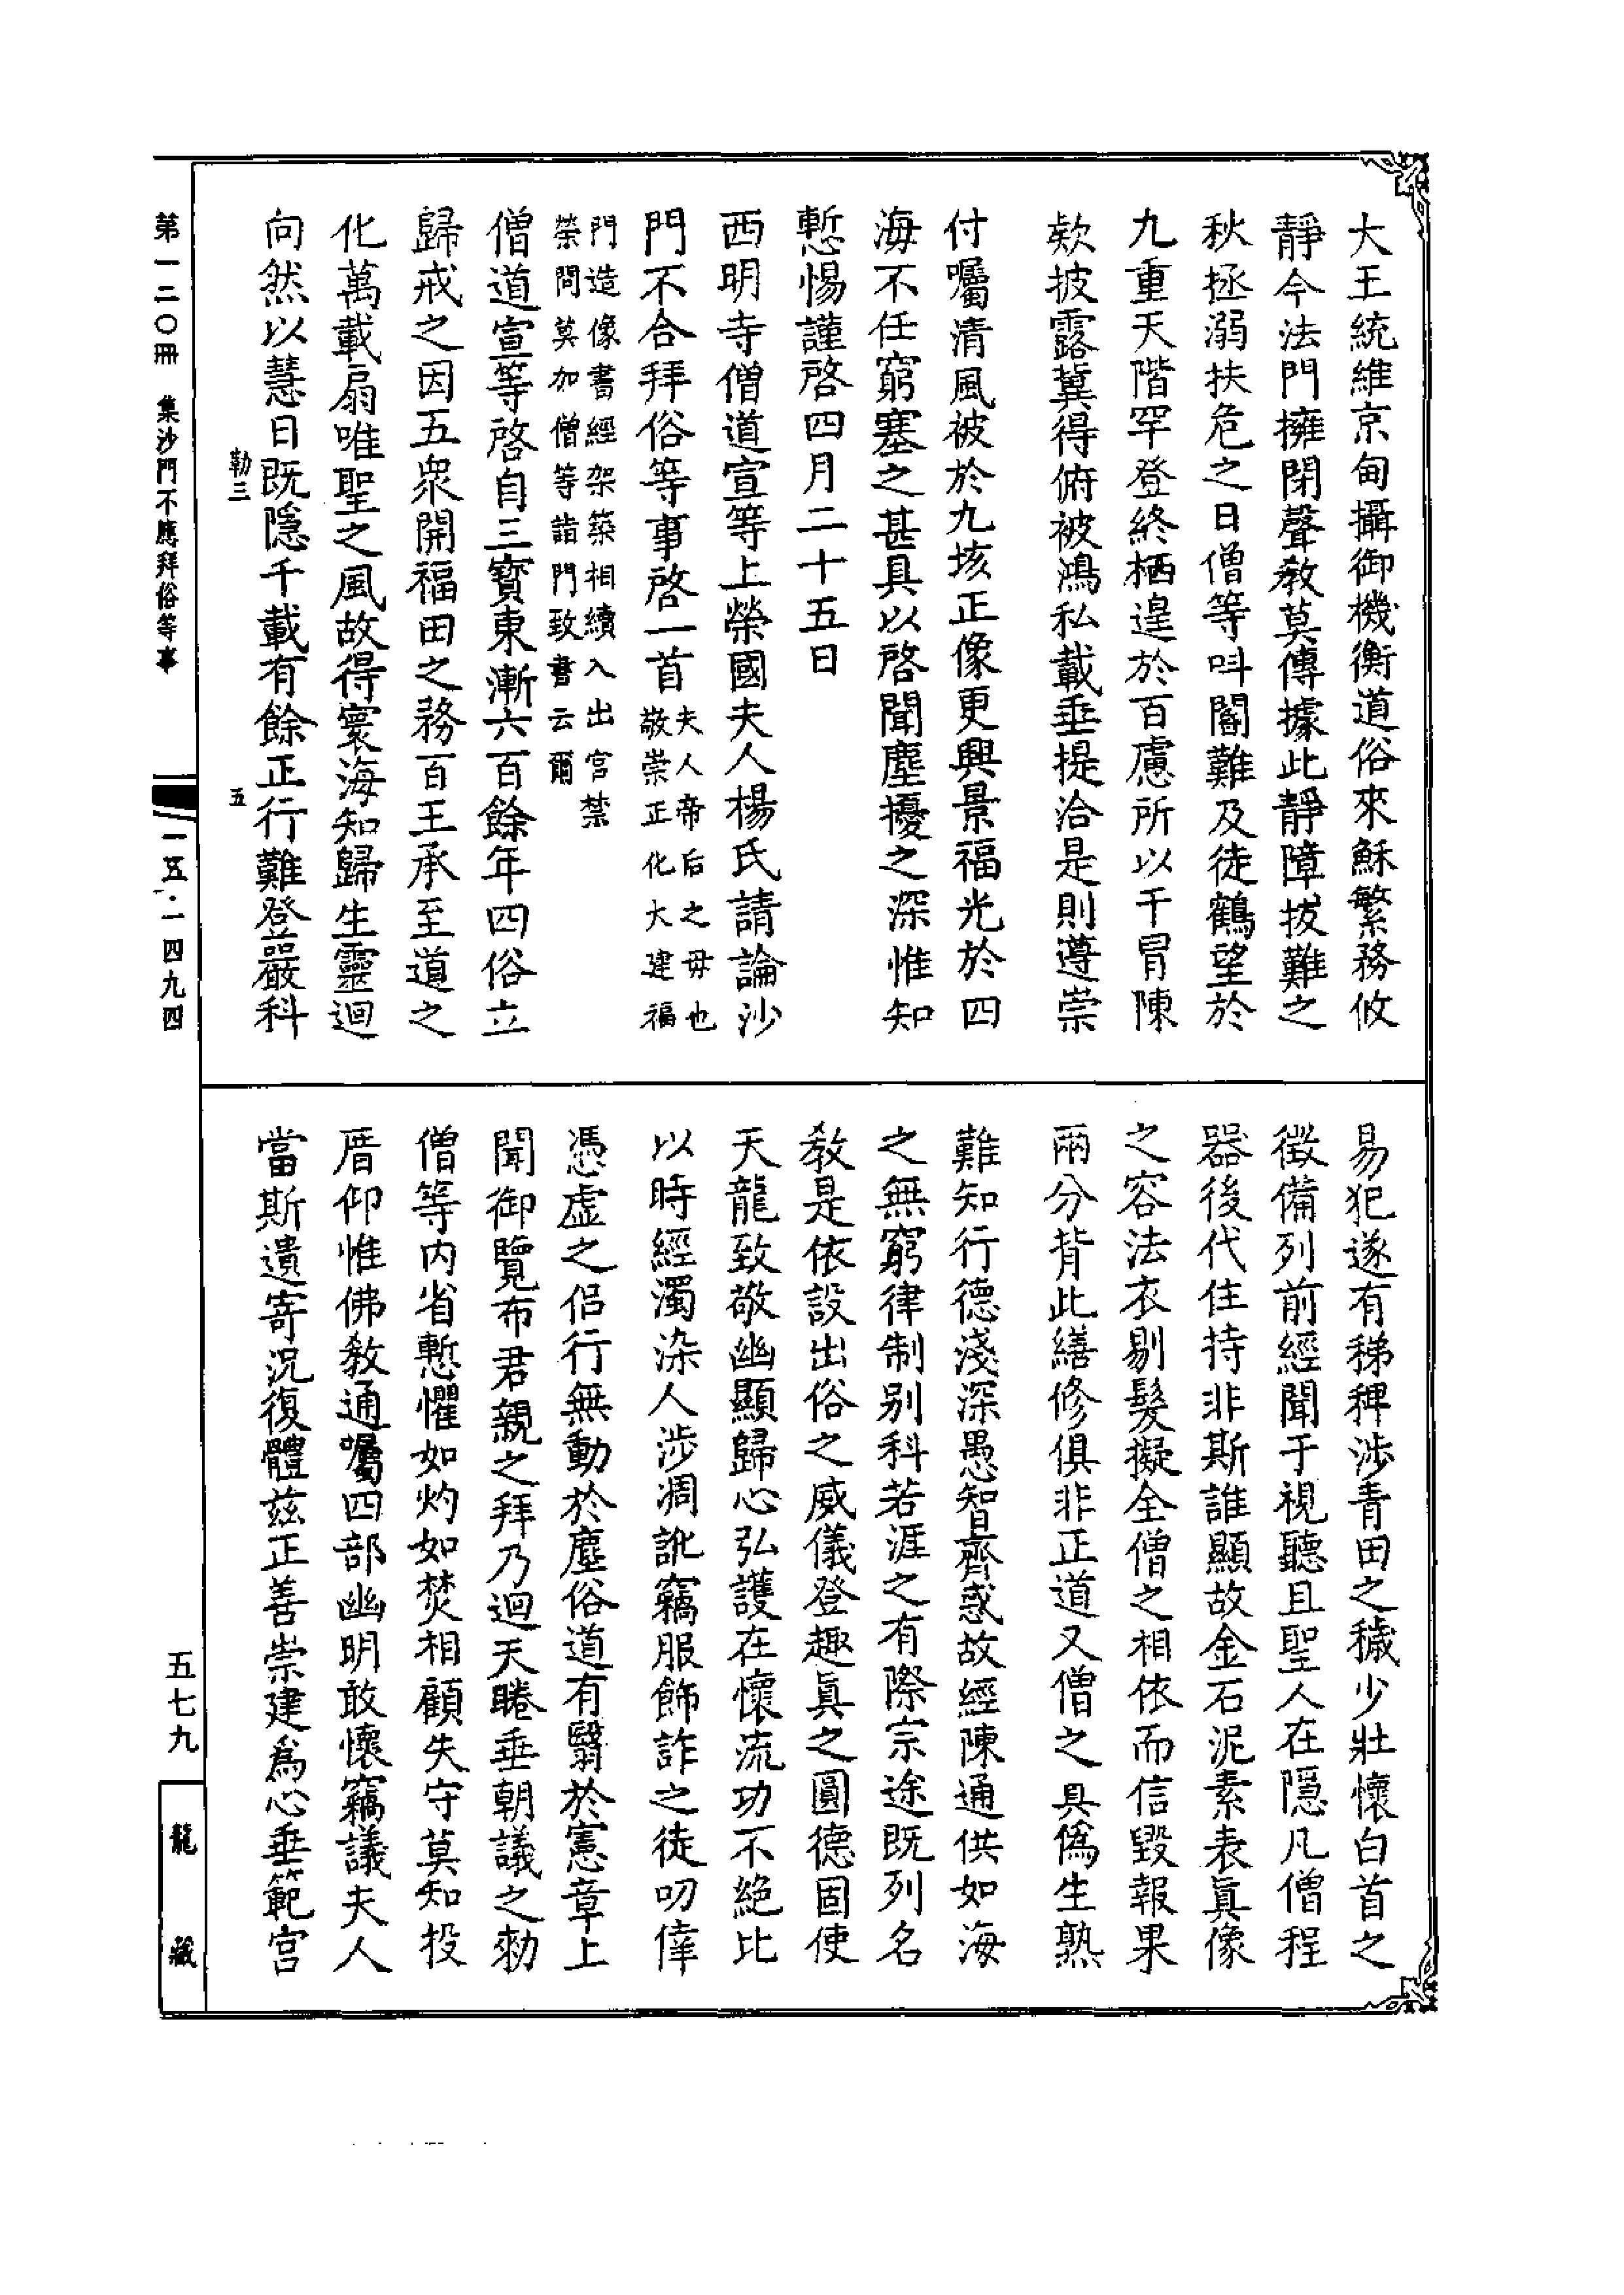 大王統維京甸攝御機衡道俗來穌繁務攸
靜今法門擁閉聲教莫傳據此靜障拔難之
秋拯溺扶危之日僧等叫閽難及徒鶴望於
九重天階罕登終栖遑於百慮所以干冒陳
欵披露冀得俯被鴻私載垂提洽是則遵崇
付囑清風被於九垓正像更興景福光於四
海不任窮塞之甚具以啓聞塵擾之深惟知
慙惕謹啓四月二十五日
西明寺僧道宣等上榮國夫人楊氏請論沙
門不合拜俗等事啓一首夫人帝后之母也
敬崇正化大建福
門造像書經架築相續入出宮禁
榮問莫加僧等詣門致書云爾
僧道宣等啓自三寶東漸六百餘年四俗立
歸戒之因五衆開福田之務百王承至道之
化萬載扇唯聖之風故得寰海知歸生靈迴
向然以慧日既隱千載有餘正行難登嚴科
勒三
五
易犯遂有稊稗涉青田之穢少壯懷白首之
徴備列前經聞于視聽且聖人在隱凡僧程
器後代住持非斯誰顯故金石泥素表眞像
之容法衣剔髮擬全僧之相依而信毀報果
兩分背此繕修俱非正道又僧之具僞生熟
難知行德淺深愚智齊惑故經陳通供如海
之無窮律制别科若涯之有際宗途既列名
教是依設出俗之威儀登趣眞之圓德固使
天龍致敬幽顯歸心弘護在懷流功不絶比
以時經濁染人涉凋訛竊服飾詐之徒叨倖
憑虚之侣行無動於塵俗道有翳於憲章上
聞御覽布君親之拜乃迴天睠垂朝議之勑
僧等内省慙懼如灼如焚相顧失守莫知投
厝仰惟佛教通囑四部幽明敢懷竊議夫人
當斯遺寄況復體兹正善崇建爲心垂範宫
第一二〇冊 集沙門不應拜俗等事
一五·一四九四
五七九
龍藏